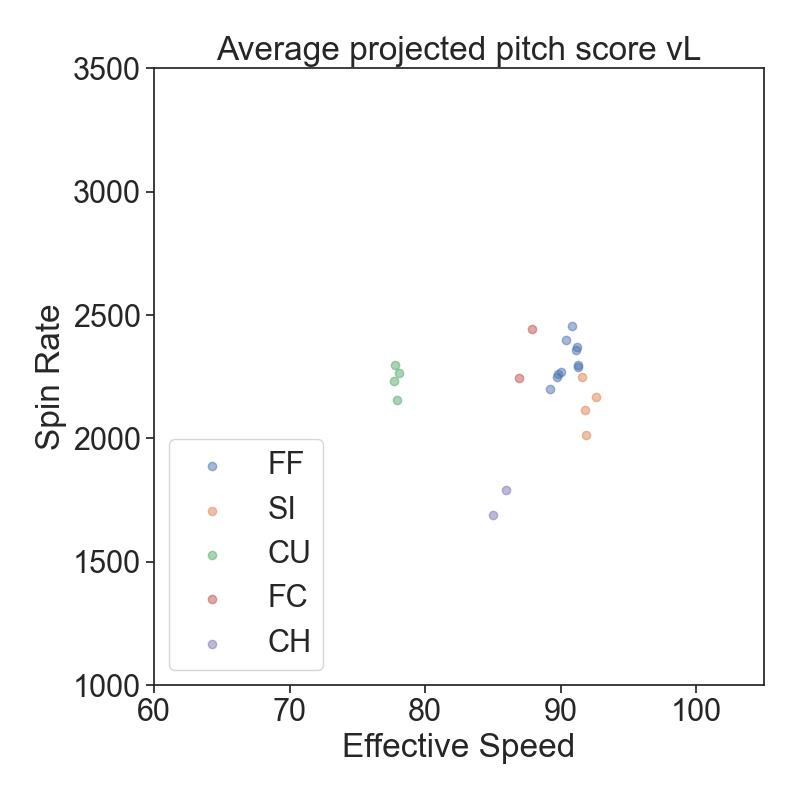 Average projected pitch score vL
3500
3000
2500
2000
1500
1000
Spin Rate
FF
SI
CU
FC
CH
60 70 80 90 100
Effective Speed